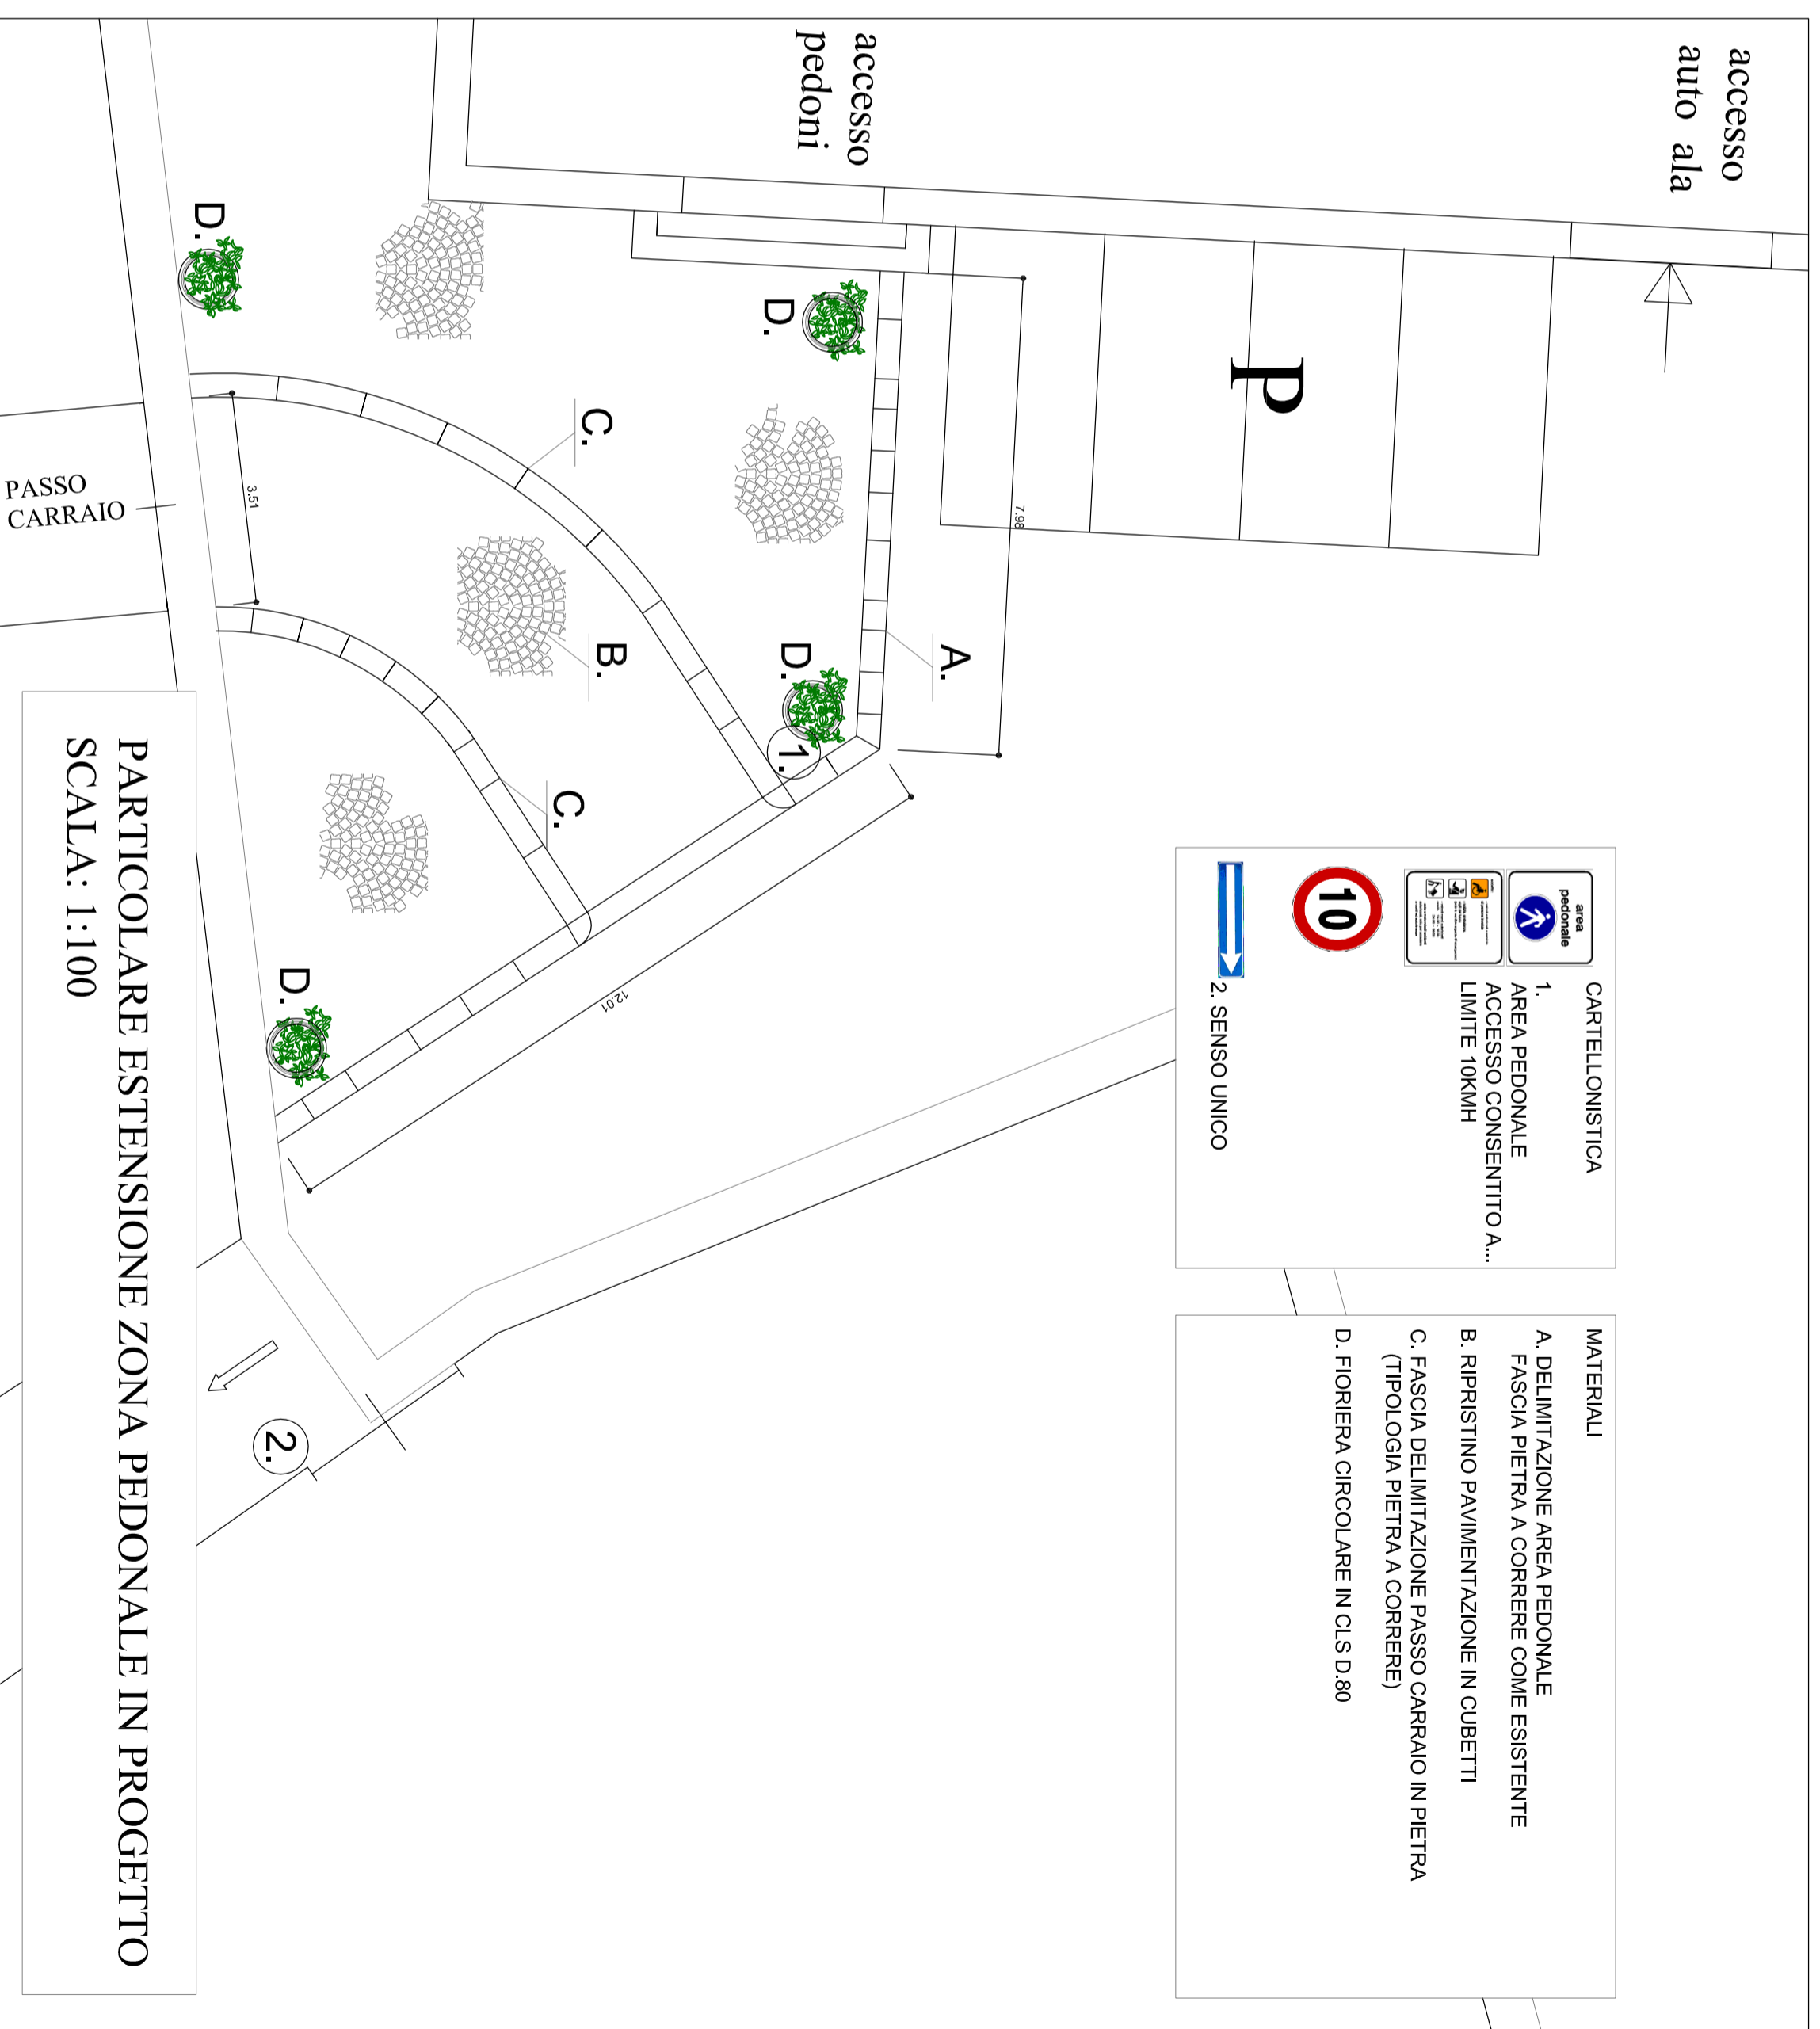 accesso
auto ala
accesso
pedoni
P
D.
D.
C.
7.98
3.51
PASSO
CARRAIO
A.
B.
D.
1.
C.
12.01
D.
2.
area
pedonale
10
CARTELLONISTICA
1.
AREA PEDONALE
ACCESSO CONSENTITO A...
LIMITE 10KMH
2. SENSO UNICO
MATERIALI
A. DELIMITAZIONE AREA PEDONALE
FASCIA PIETRA A CORRERE COME ESISTENTE
B. RIPRISTINO PAVIMENTAZIONE IN CUBETTI
C. FASCIA DELIMITAZIONE PASSO CARRAIO IN PIETRA
(TIPOLOGIA PIETRA A CORRERE)
D. FIORIERA CIRCOLARE IN CLS D.80
PARTICOLARE ESTENSIONE ZONA PEDONALE IN PROGETTO
SCALA: 1:100